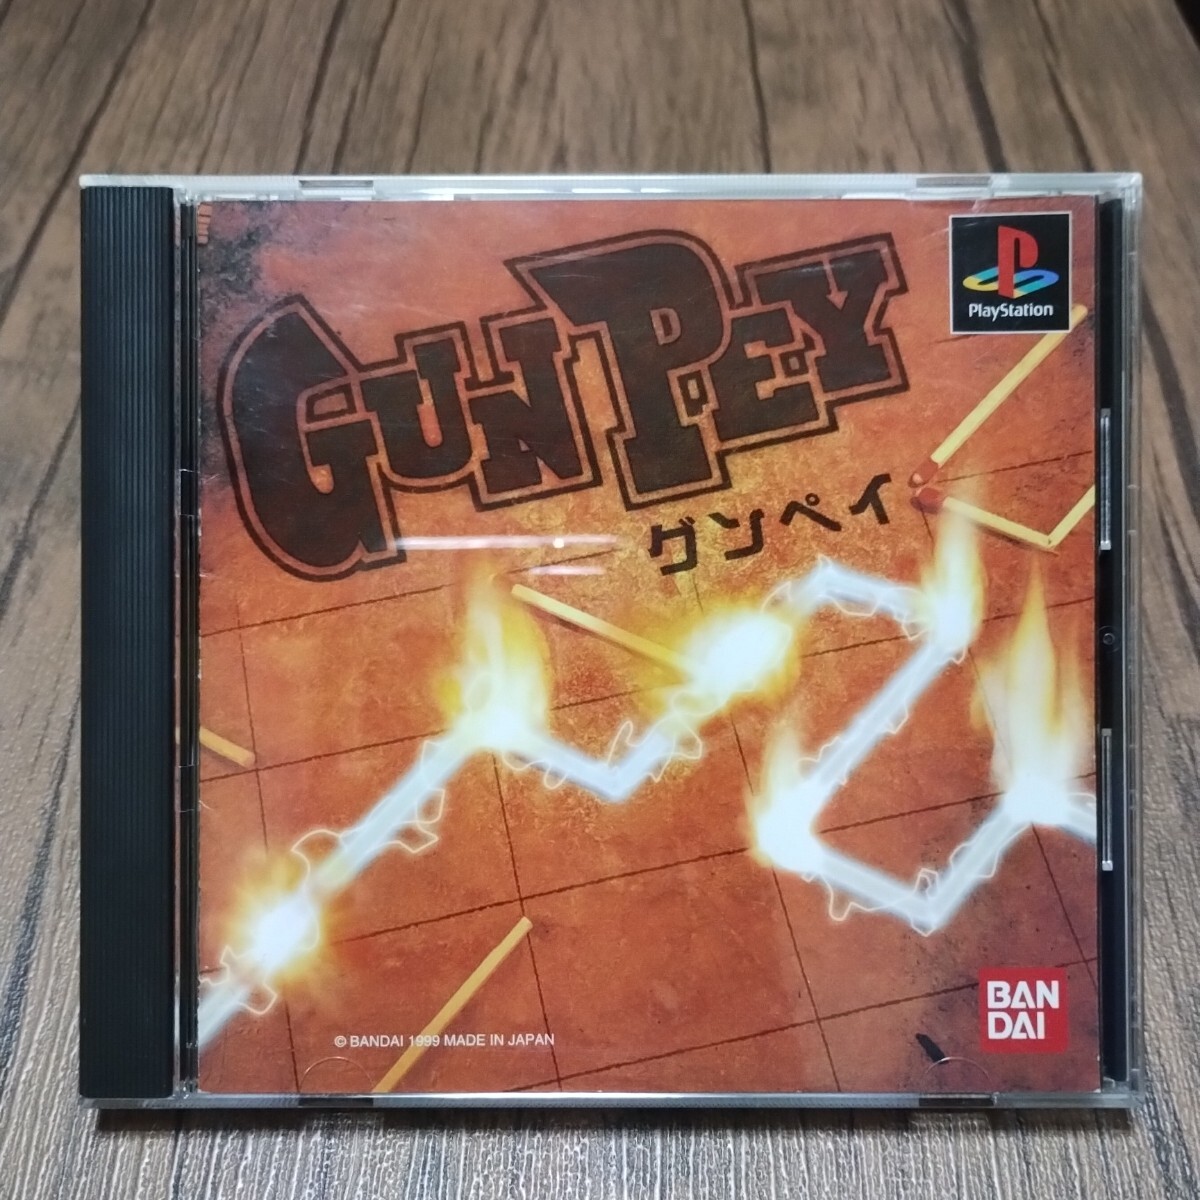 GUNPEY
グンペイ
PlayStation
© BANDAI 1999 MADE IN JAPAN
BAN
DAI